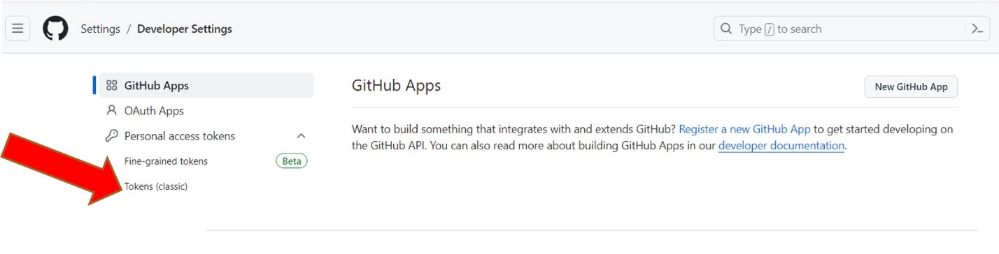 Settings / Developer Settings
Type / to search
GitHub Apps
OAuth Apps
Personal access tokens
Fine-grained tokens Beta
Tokens (classic)
GitHub Apps
New GitHub App
Want to build something that integrates with and extends GitHub? Register a new GitHub App to get started developing on
the GitHub API. You can also read more about building GitHub Apps in our developer documentation.